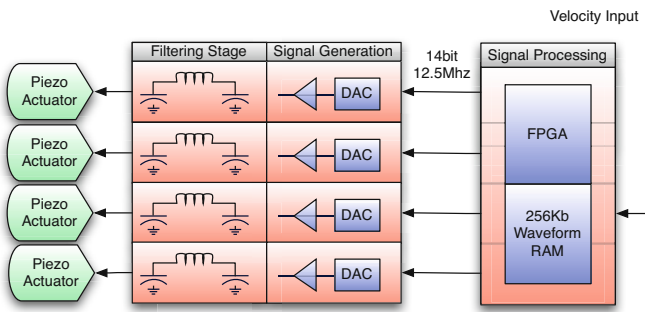 Velocity Input
Filtering Stage
Signal Generation
14bit
12.5Mhz
Signal Processing
Piezo
Actuator
DAC
Piezo
Actuator
DAC
Piezo
Actuator
DAC
Piezo
Actuator
DAC
FPGA
256Kb
Waveform
RAM